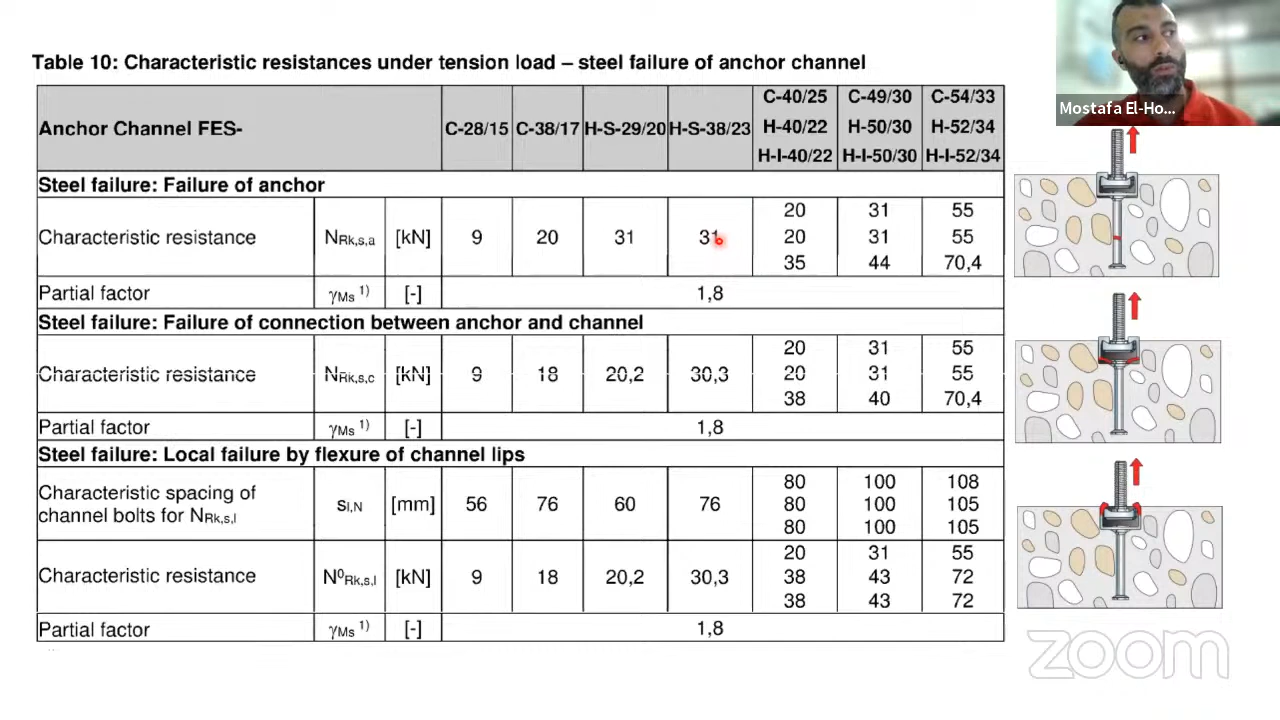 Table 10: Characteristic resistances under tension load – steel failure of anchor channel
Mostafa El-Ho...
Anchor Channel FES- C-28/15 C-38/17 H-S-29/20 H-S-38/23 C-40/25 C-49/30 C-54/33
H-40/22 H-50/30 H-52/34
H-I-40/22 H-I-50/30 H-I-52/34
Steel failure: Failure of anchor
Characteristic resistance NRk,s,a [kN] 9 20 31 31 20 31 55
20 31 55
35 44 70,4
Partial factor γMs 1) [-] 1,8
Steel failure: Failure of connection between anchor and channel
Characteristic resistance NRk,s,c [kN] 9 18 20,2 30,3 20 31 55
20 31 55
38 40 70,4
Partial factor γMs 1) [-] 1,8
Steel failure: Local failure by flexure of channel lips
Characteristic spacing of
channel bolts for NRk,s,l sl,N [mm] 56 76 60 76 80 100 108
80 100 105
80 100 105
Characteristic resistance N0Rk,s,l [kN] 9 18 20,2 30,3 20 31 55
38 43 72
38 43 72
Partial factor γMs 1) [-] 1,8
zoom